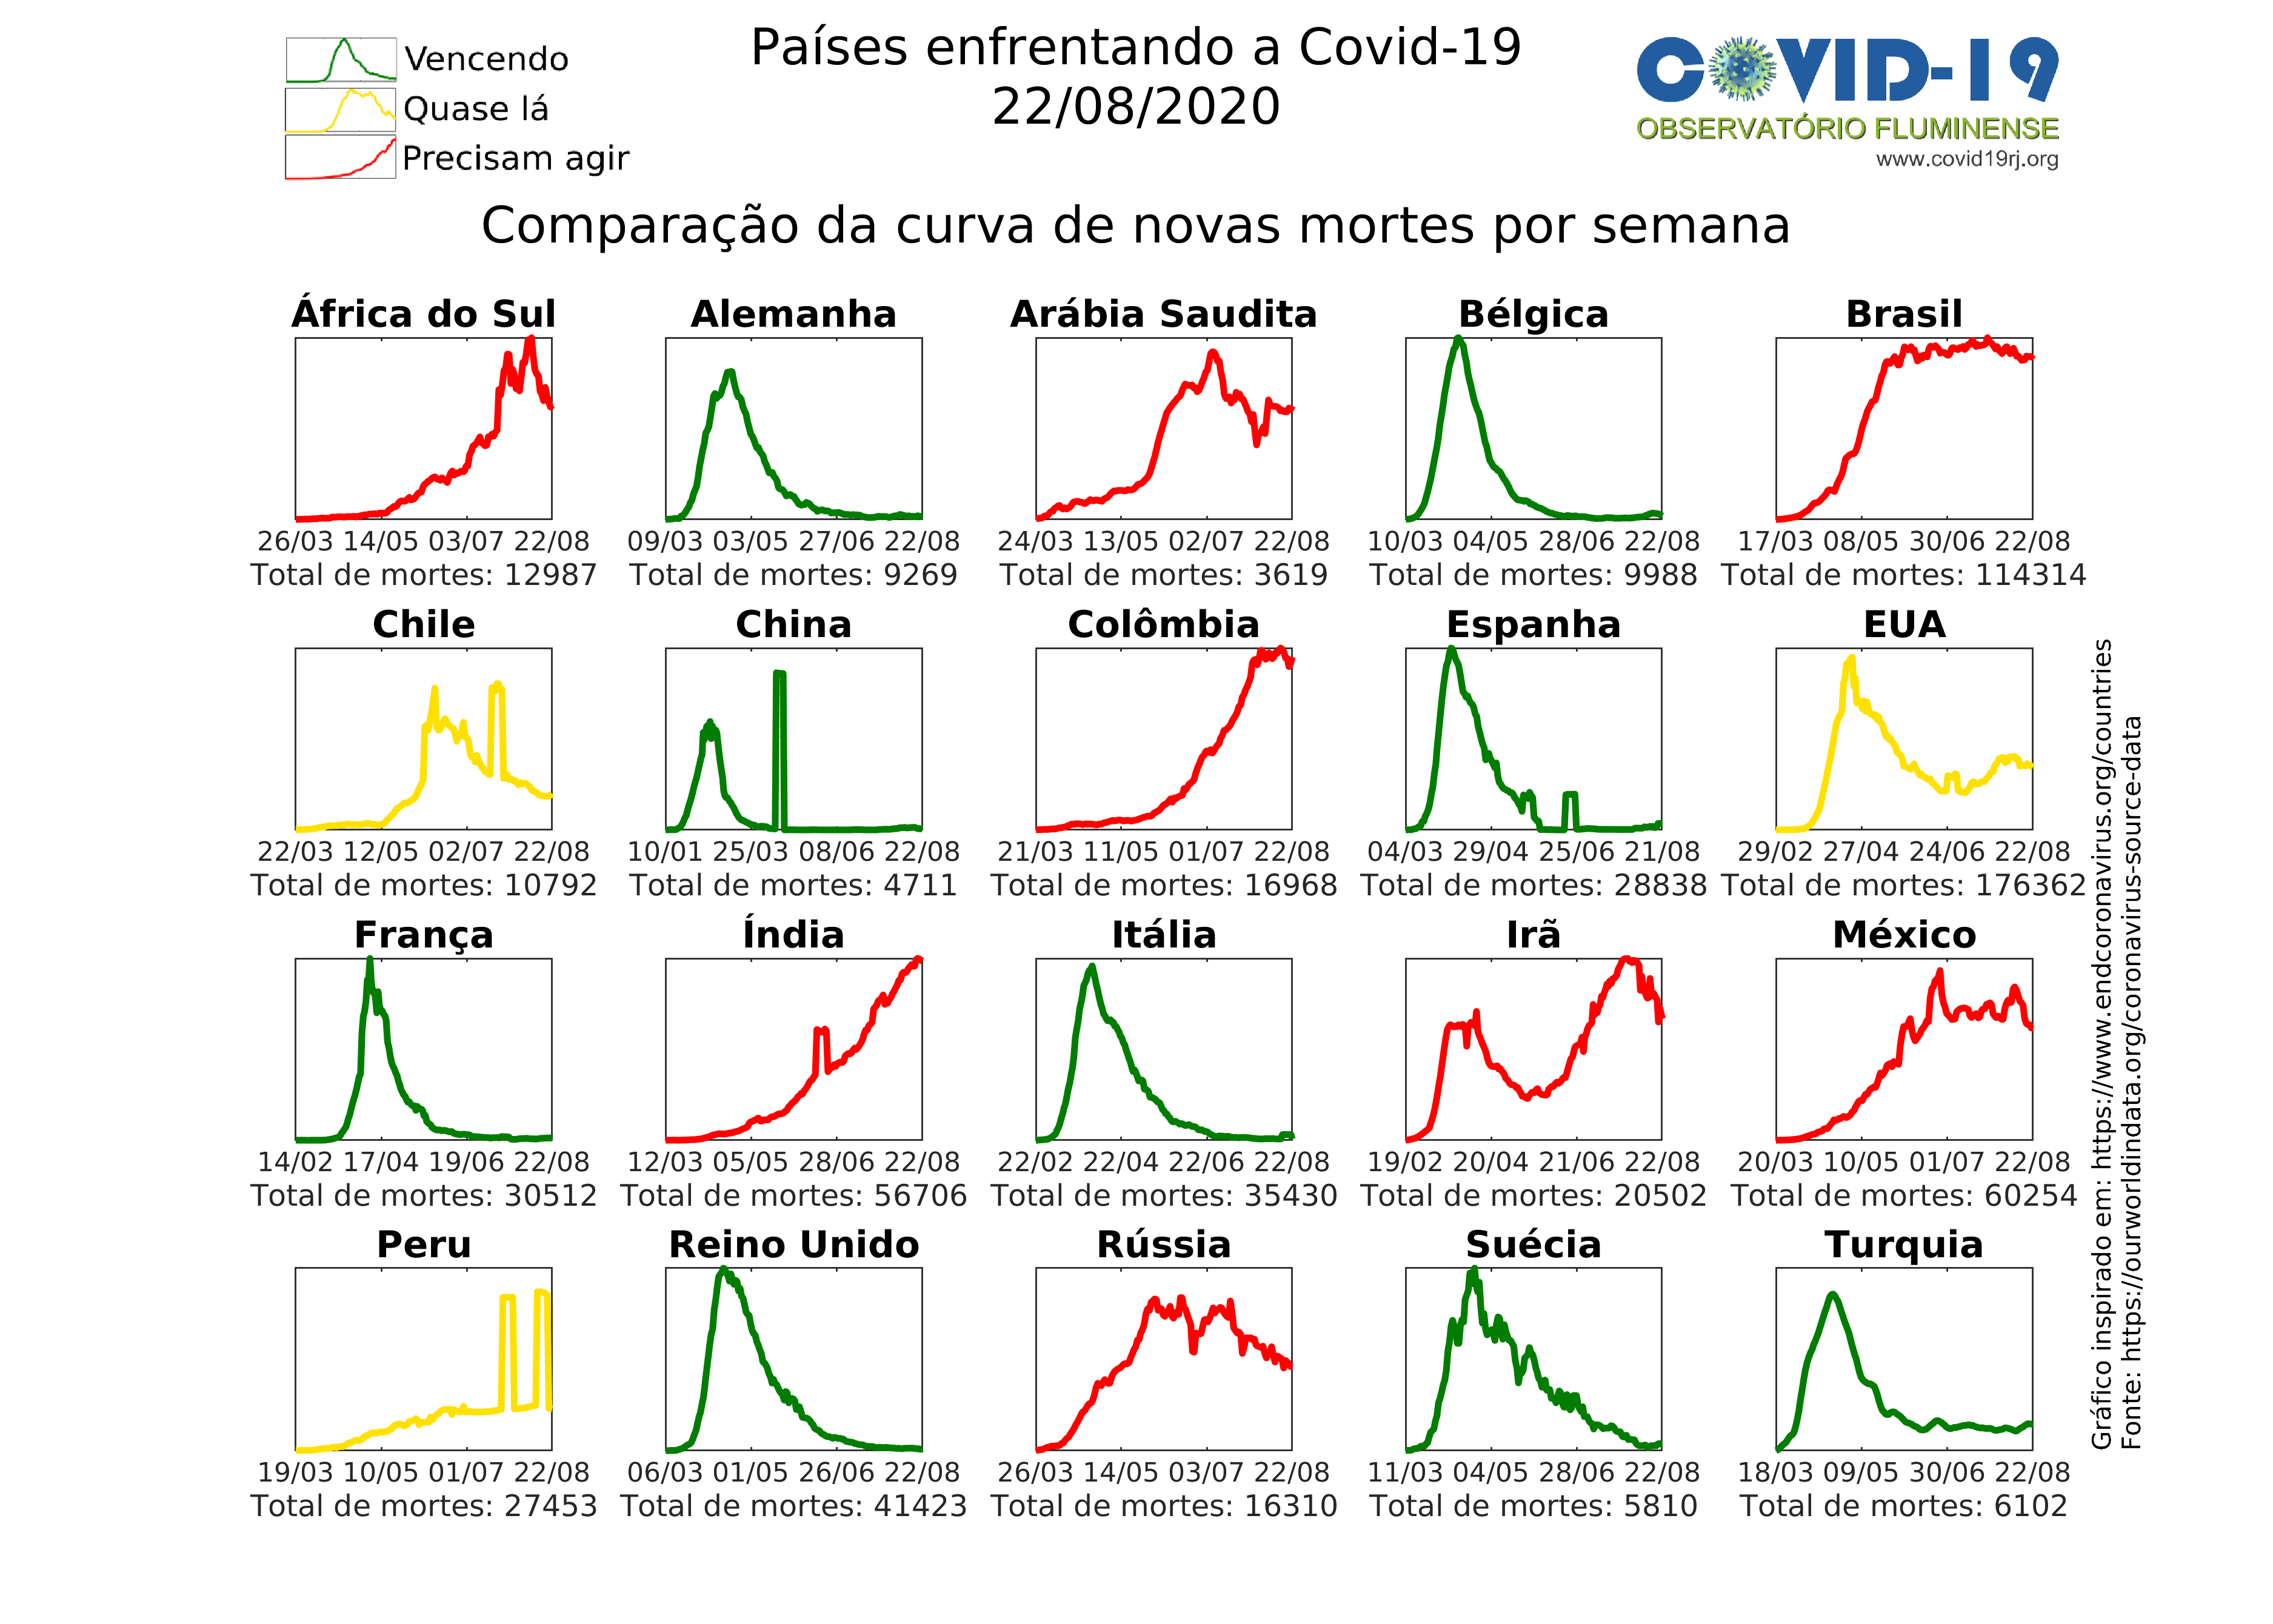 Vencendo
Quase lá
Precisam agir
Países enfrentando a Covid-19
22/08/2020
COVID-19
OBSERVATÓRIO FLUMINENSE
www.covid19rj.org
Comparação da curva de novas mortes por semana
África do Sul
26/03 14/05 03/07 22/08
Total de mortes: 12987
Alemanha
09/03 03/05 27/06 22/08
Total de mortes: 9269
Arábia Saudita
24/03 13/05 02/07 22/08
Total de mortes: 3619
Bélgica
10/03 04/05 28/06 22/08
Total de mortes: 9988
Brasil
17/03 08/05 30/06 22/08
Total de mortes: 114314
Chile
22/03 12/05 02/07 22/08
Total de mortes: 10792
China
10/01 25/03 08/06 22/08
Total de mortes: 4711
Colômbia
21/03 11/05 01/07 22/08
Total de mortes: 16968
Espanha
04/03 29/04 25/06 21/08
Total de mortes: 28838
EUA
29/02 27/04 24/06 22/08
Total de mortes: 176362
França
14/02 17/04 19/06 22/08
Total de mortes: 30512
Índia
12/03 05/05 28/06 22/08
Total de mortes: 56706
Itália
22/02 22/04 22/06 22/08
Total de mortes: 35430
Irã
19/02 20/04 21/06 22/08
Total de mortes: 20502
México
20/03 10/05 01/07 22/08
Total de mortes: 60254
Peru
19/03 10/05 01/07 22/08
Total de mortes: 27453
Reino Unido
06/03 01/05 26/06 22/08
Total de mortes: 41423
Rússia
26/03 14/05 03/07 22/08
Total de mortes: 16310
Suécia
11/03 04/05 28/06 22/08
Total de mortes: 5810
Turquia
18/03 09/05 30/06 22/08
Total de mortes: 6102
Gráfico inspirado em: https://www.endcoronavirus.org/countries
Fonte: https://ourworldindata.org/coronavirus-source-data